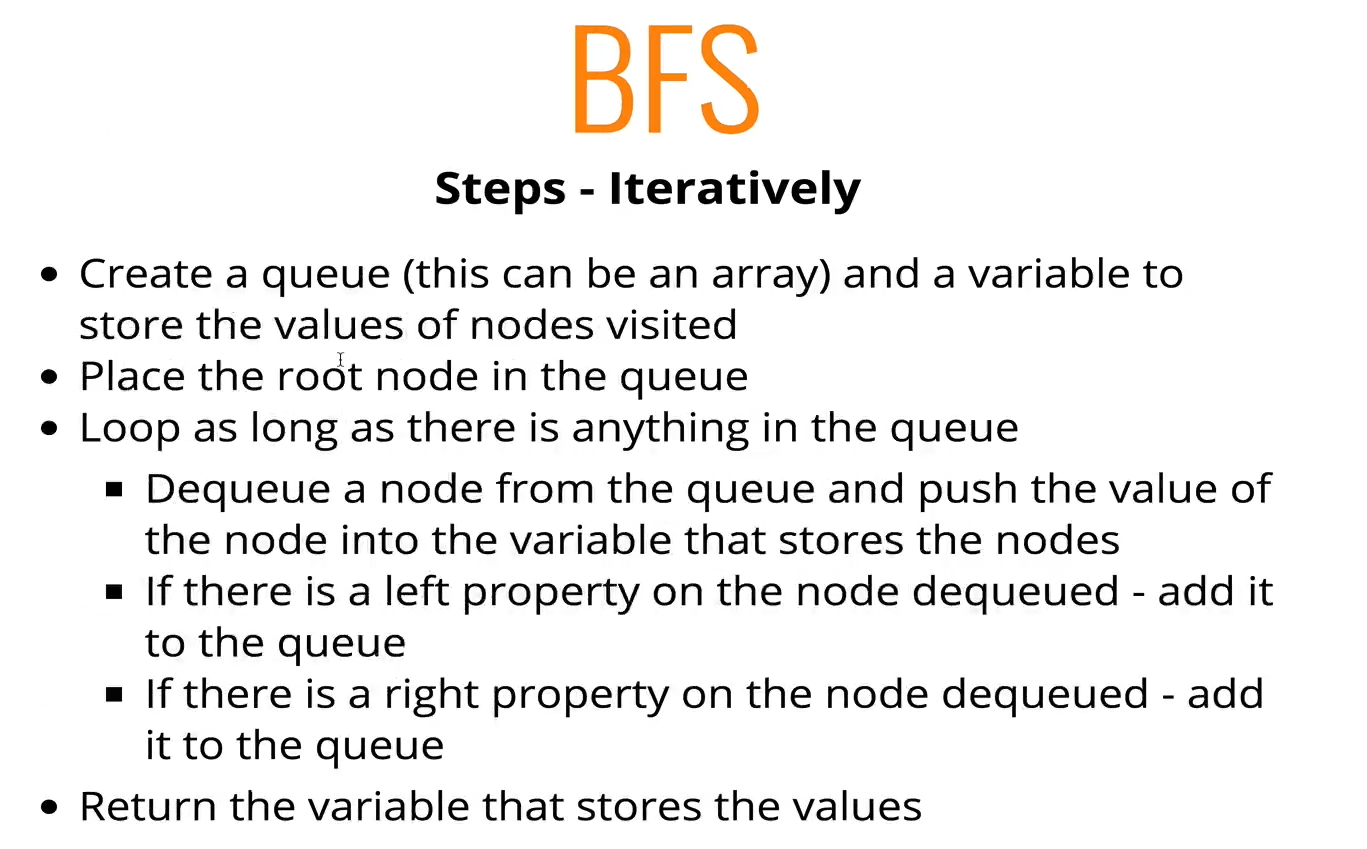 BFS
Steps - Iteratively
• Create a queue (this can be an array) and a variable to
store the values of nodes visited
• Place the root node in the queue
• Loop as long as there is anything in the queue
▪ Dequeue a node from the queue and push the value of
the node into the variable that stores the nodes
▪ If there is a left property on the node dequeued - add it
to the queue
▪ If there is a right property on the node dequeued - add
it to the queue
• Return the variable that stores the values